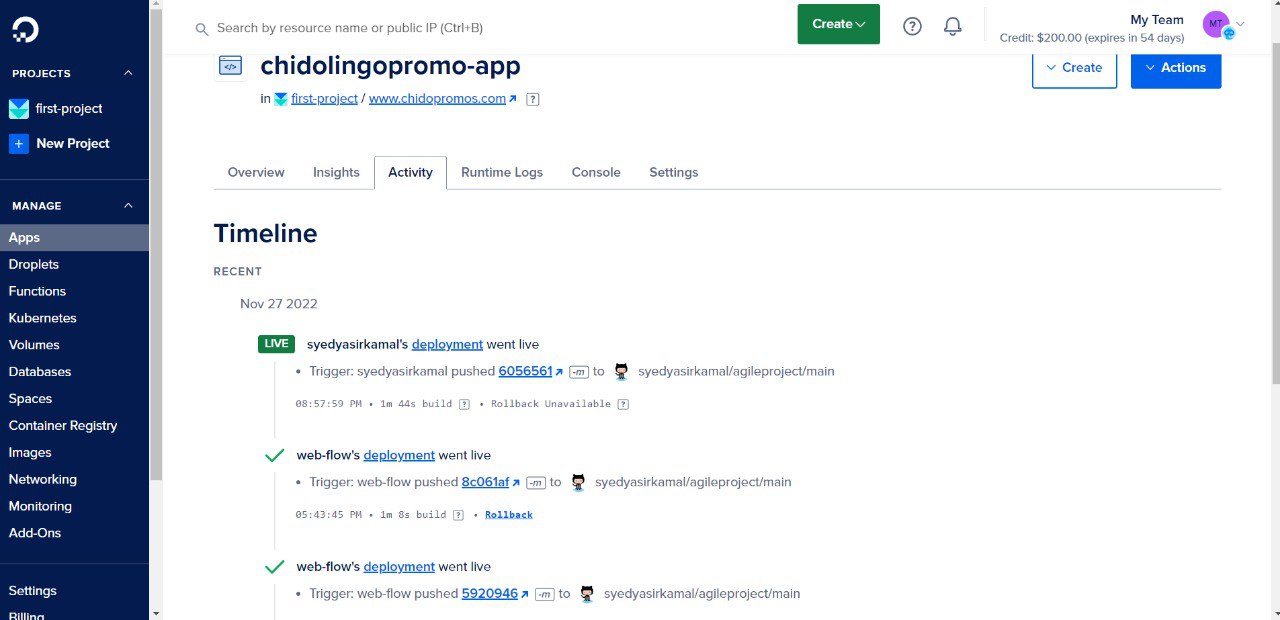 PROJECTS
first-project
+ New Project
MANAGE
Apps
Droplets
Functions
Kubernetes
Volumes
Databases
Spaces
Container Registry
Images
Networking
Monitoring
Add-Ons
Settings
Billing
Search by resource name or public IP (Ctrl+B)
Create
?
My Team
Credit: $200.00 (expires in 54 days)
MT
</> chidolingopromo-app
in first-project / www.chidopromos.com ?
Create
Actions
Overview Insights Activity Runtime Logs Console Settings
Timeline
RECENT
Nov 27 2022
LIVE syedyasirkamal's deployment went live
• Trigger: syedyasirkamal pushed 6056561 -m to syedyasirkamal/agileproject/main
08:57:59 PM • 1m 44s build ? • Rollback Unavailable ?
web-flow's deployment went live
• Trigger: web-flow pushed 8c061af -m to syedyasirkamal/agileproject/main
05:43:45 PM • 1m 8s build ? • Rollback
web-flow's deployment went live
• Trigger: web-flow pushed 5920946 -m to syedyasirkamal/agileproject/main